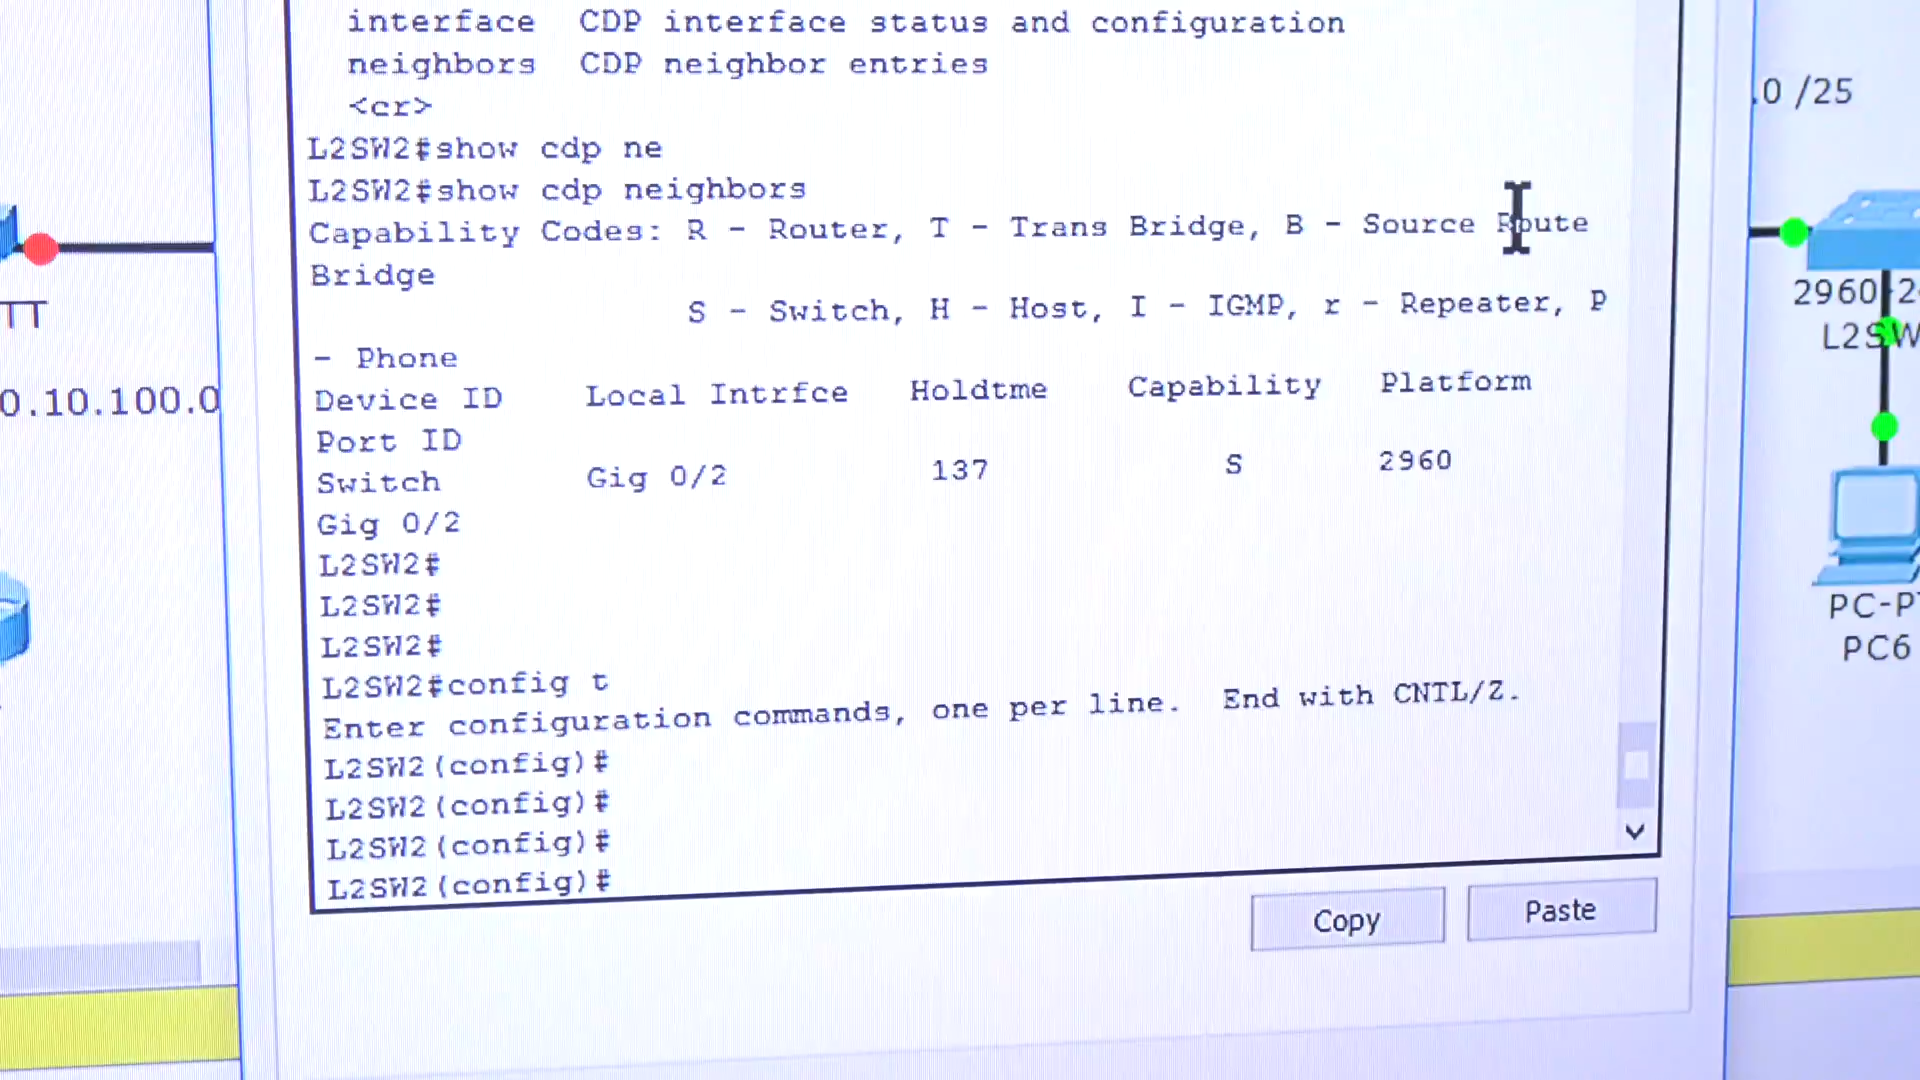 interface  CDP interface status and configuration
neighbors  CDP neighbor entries
<cr>
L2SW2#show cdp ne
L2SW2#show cdp neighbors
Capability Codes: R - Router, T - Trans Bridge, B - Source Route
Bridge
S - Switch, H - Host, I - IGMP, r - Repeater, P
- Phone
Device ID    Local Intrfce    Holdtme    Capability    Platform
Port ID
Switch    Gig 0/2    137    S    2960
Gig 0/2
L2SW2#
L2SW2#
L2SW2#
L2SW2#config t
Enter configuration commands, one per line.  End with CNTL/Z.
L2SW2(config)#
L2SW2(config)#
L2SW2(config)#
L2SW2(config)#
Copy
Paste
TT
0.10.100.0
.0 /25
2960-2
L2SW
PC-P
PC6